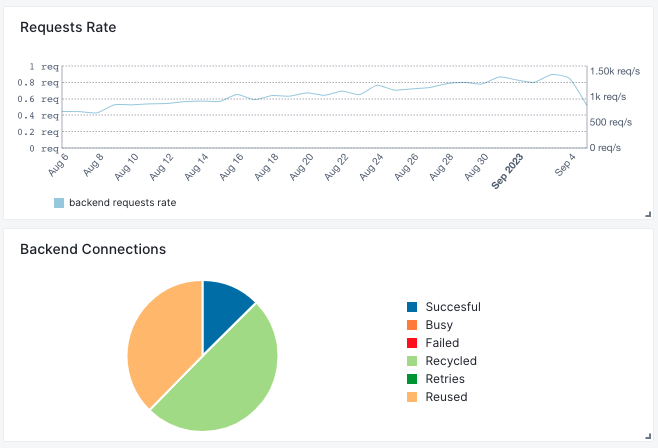 Requests Rate
1 req
0.8 req
0.6 req
0.4 req
0.2 req
0 req
1.50k req/s
1k req/s
500 req/s
0 req/s
Aug 6
Aug 8
Aug 10
Aug 12
Aug 14
Aug 16
Aug 18
Aug 20
Aug 22
Aug 24
Aug 26
Aug 28
Aug 30
Sep 2023
Sep 4
backend requests rate
Backend Connections
Succesful
Busy
Failed
Recycled
Retries
Reused